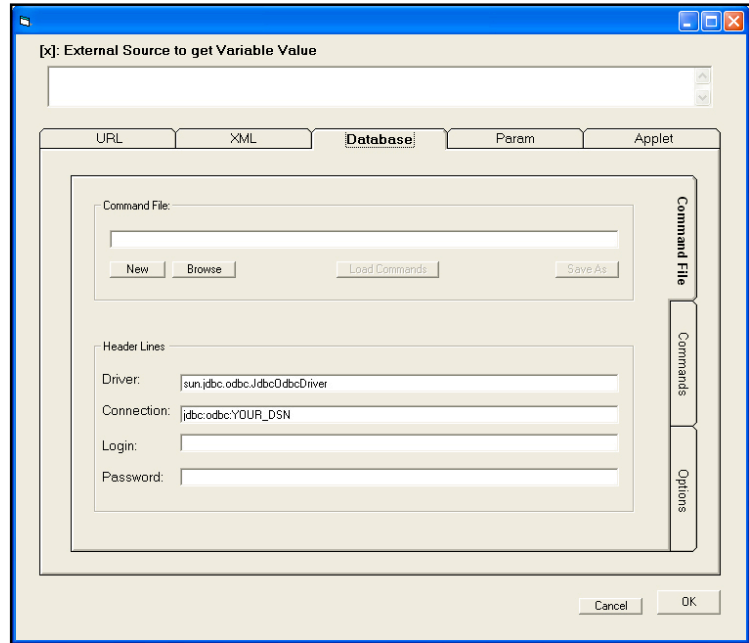 [x]: External Source to get Variable Value
URL XML Database Param Applet
Command File:
New Browse Load Commands Save As
Header Lines
Driver: sun.jdbc.odbc.JdbcOdbcDriver
Connection: jdbc:odbc:YOUR_DSN
Login:
Password:
Command File
Commands
Options
Cancel OK